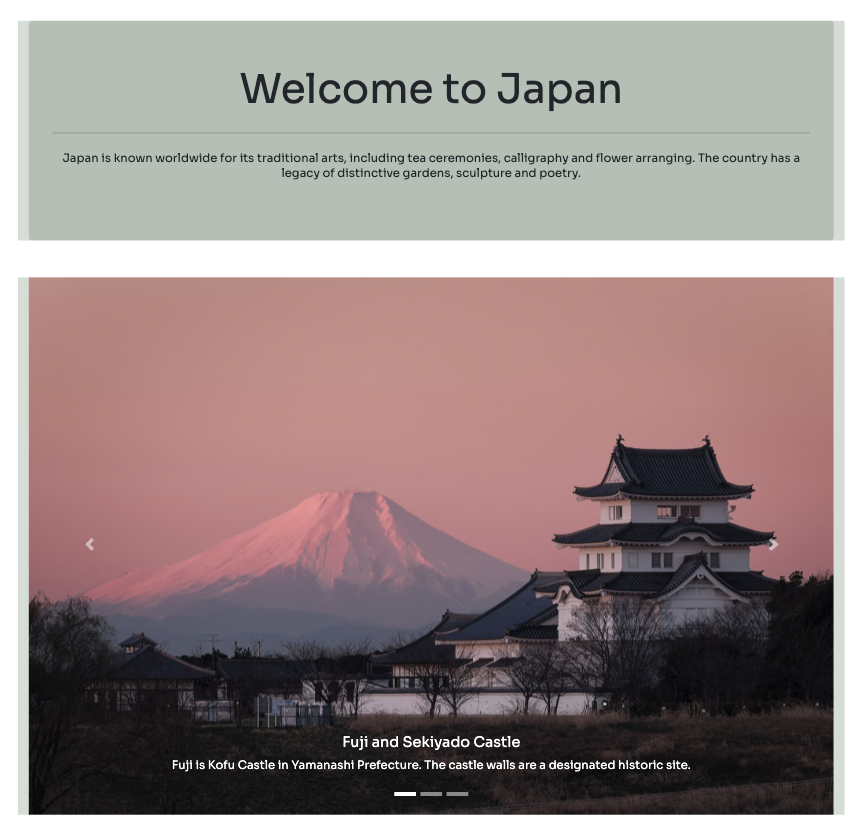 Welcome to Japan
Japan is known worldwide for its traditional arts, including tea ceremonies, calligraphy and flower arranging. The country has a
legacy of distinctive gardens, sculpture and poetry.
Fuji and Sekiyado Castle
Fuji is Kofu Castle in Yamanashi Prefecture. The castle walls are a designated historic site.